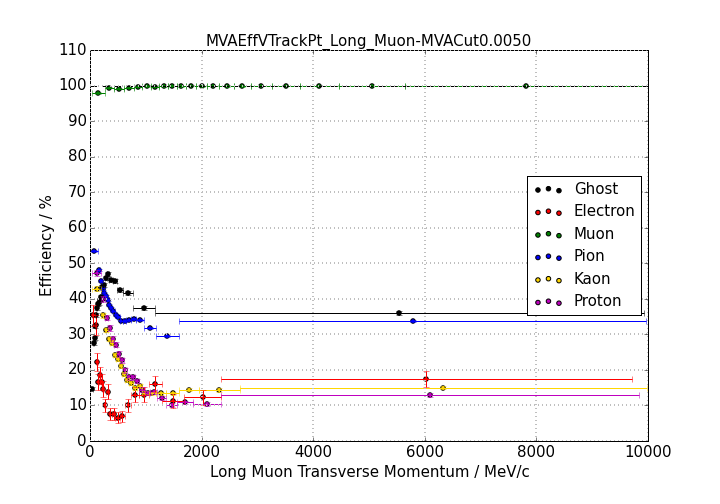 MVAEffVTrackPt_Long_Muon-MVACut0.0050
110
100
90
80
70
60
50
40
30
20
10
0
Efficiency / %
Ghost
Electron
Muon
Pion
Kaon
Proton
0 2000 4000 6000 8000 10000
Long Muon Transverse Momentum / MeV/c